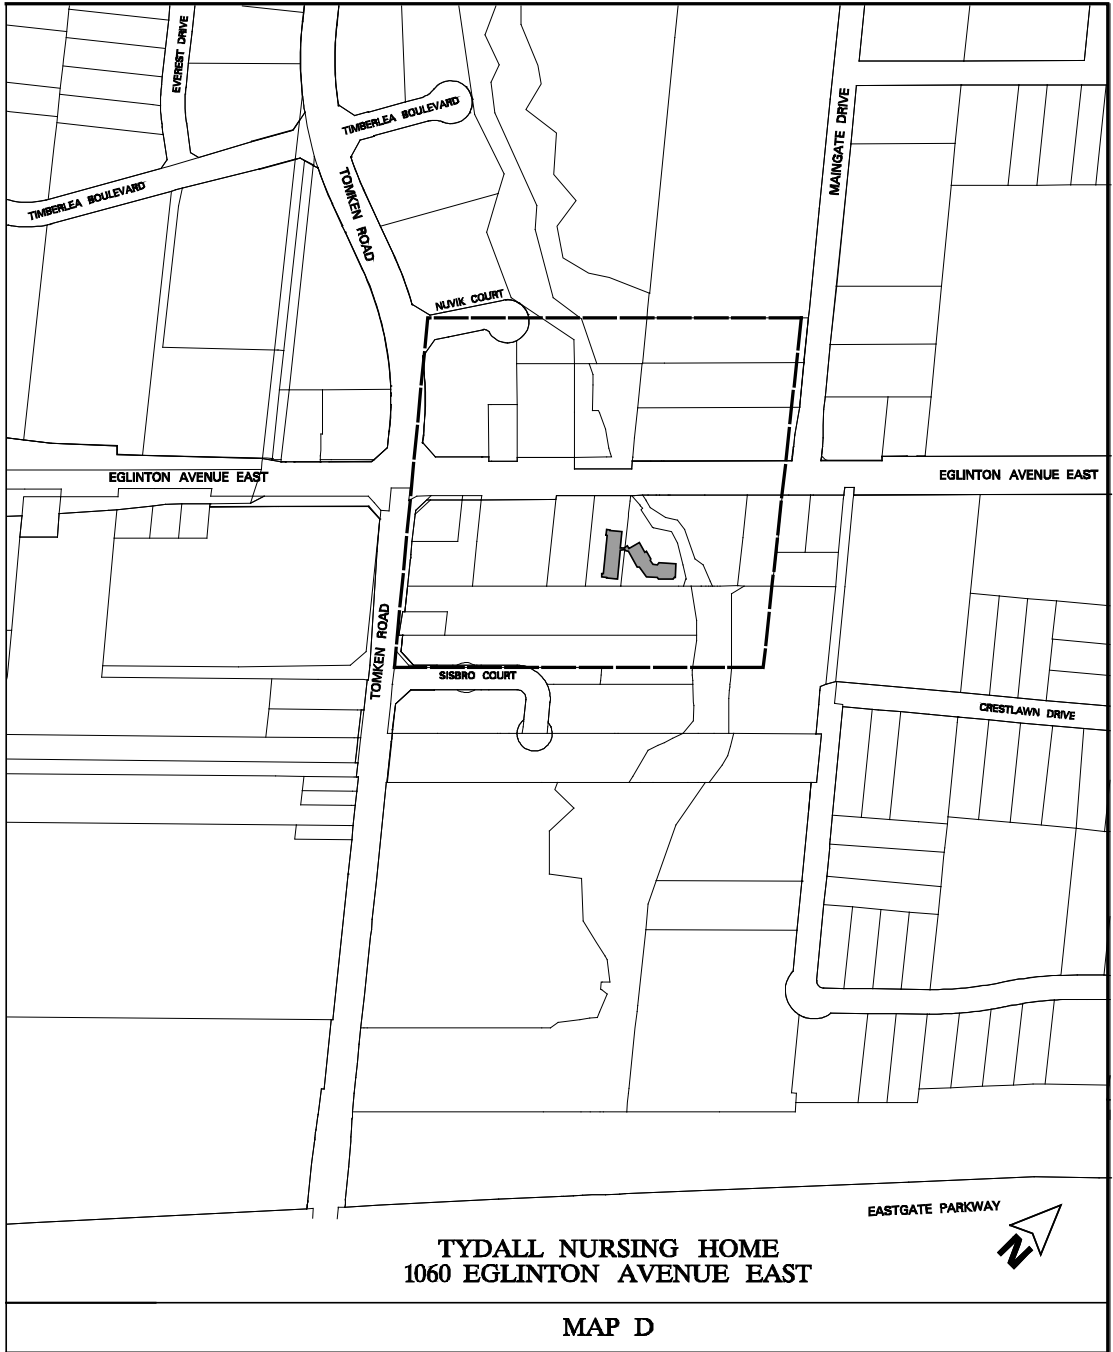 EVEREST DRIVE
TIMBERLEA BOULEVARD
MAINGATE DRIVE
TIMBERLEA BOULEVARD
TOMKEN ROAD
NUVIK COURT
EGLINTON AVENUE EAST
EGLINTON AVENUE EAST
TOMKEN ROAD
SISBRO COURT
CRESTLAWN DRIVE
EASTGATE PARKWAY
N
TYDALL NURSING HOME
1060 EGLINTON AVENUE EAST
MAP D